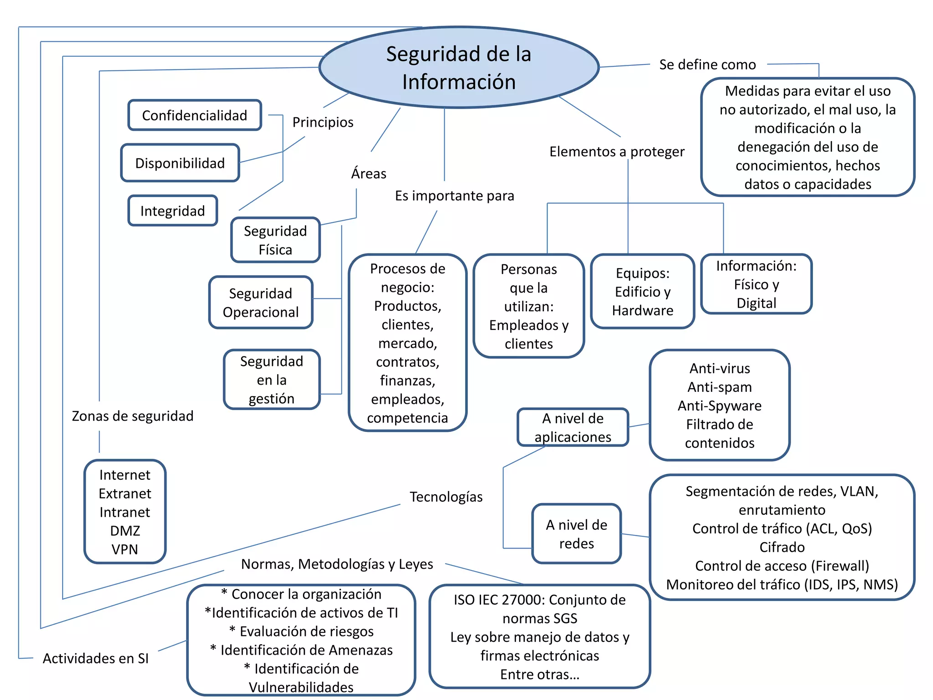 Seguridad de la
Información
Se define como
Medidas para evitar el uso
no autorizado, el mal uso, la
modificación o la
denegación del uso de
conocimientos, hechos
datos o capacidades
Principios
Confidencialidad
Disponibilidad
Integridad
Áreas
Seguridad
Física
Seguridad
Operacional
Seguridad
en la
gestión
Es importante para
Procesos de
negocio:
Productos,
clientes,
mercado,
contratos,
finanzas,
empleados,
competencia
Elementos a proteger
Personas
que la
utilizan:
Empleados y
clientes
Equipos:
Edificio y
Hardware
Información:
Físico y
Digital
Zonas de seguridad
Internet
Extranet
Intranet
DMZ
VPN
Tecnologías
A nivel de
aplicaciones
Anti-virus
Anti-spam
Anti-Spyware
Filtrado de
contenidos
A nivel de
redes
Segmentación de redes, VLAN,
enrutamiento
Control de tráfico (ACL, QoS)
Cifrado
Control de acceso (Firewall)
Monitoreo del tráfico (IDS, IPS, NMS)
Normas, Metodologías y Leyes
ISO IEC 27000: Conjunto de
normas SGS
Ley sobre manejo de datos y
firmas electrónicas
Entre otras…
Actividades en SI
* Conocer la organización
*Identificación de activos de TI
* Evaluación de riesgos
* Identificación de Amenazas
* Identificación de
Vulnerabilidades